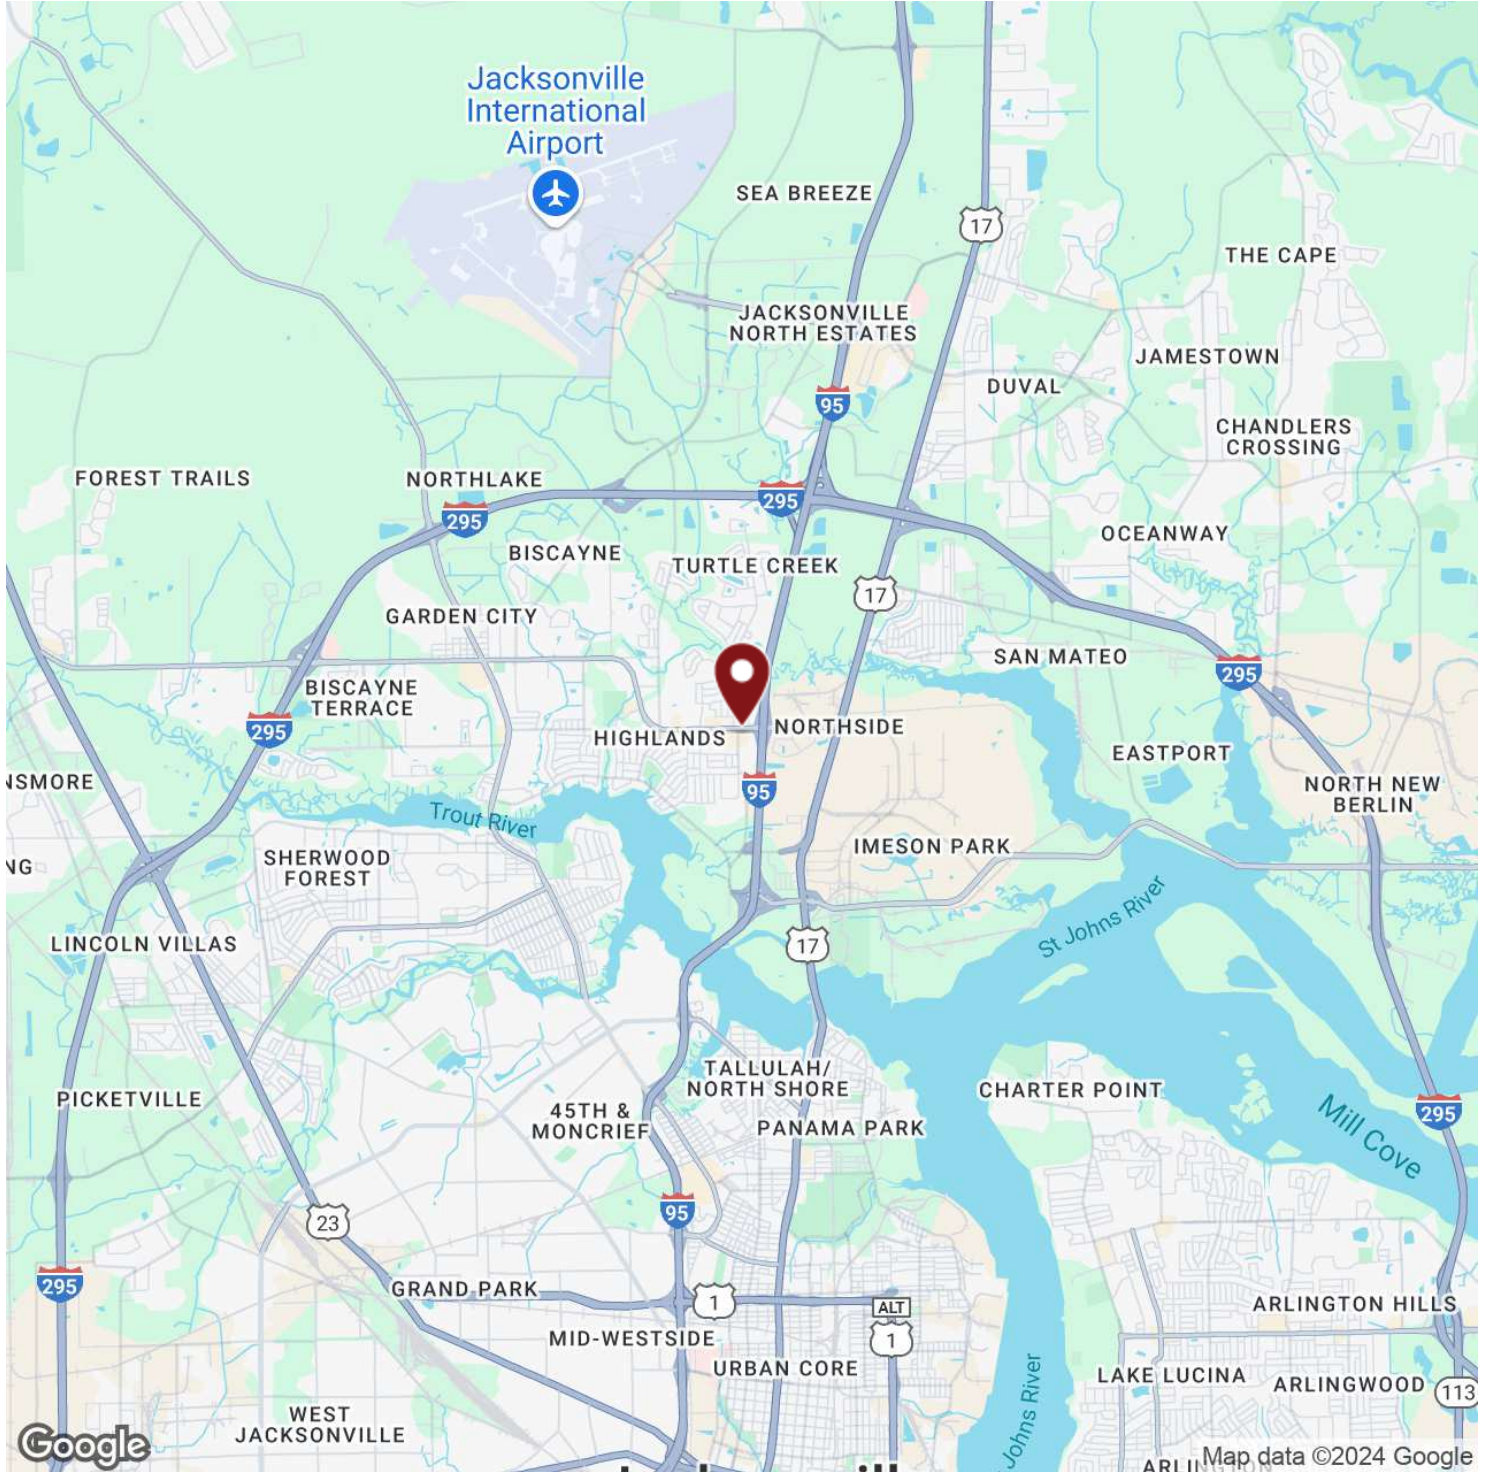 Jacksonville
International
Airport
SEA BREEZE
17
THE CAPE
JACKSONVILLE
NORTH ESTATES
JAMESTOWN
DUVAL
95
CHANDLERS
CROSSING
FOREST TRAILS
NORTHLAKE
295
295
OCEANWAY
BISCAYNE
TURTLE CREEK
17
GARDEN CITY
SAN MATEO
295
BISCAYNE
TERRACE
295
HIGHLANDS
NORTHSIDE
EASTPORT
NSMORE
95
NORTH NEW
BERLIN
Trout River
IMESON PARK
SHERWOOD
FOREST
NG
St Johns River
LINCOLN VILLAS
17
TALLULAH/
NORTH SHORE
CHARTER POINT
PICKETVILLE
45TH &
MONCRIEF
PANAMA PARK
295
Mill Cove
95
23
295
GRAND PARK
1
ALT
1
ARLINGTON HILLS
MID-WESTSIDE
URBAN CORE
LAKE LUCINA
ARLINGWOOD
113
Johns River
WEST
JACKSONVILLE
Google
Map data ©2024 Google